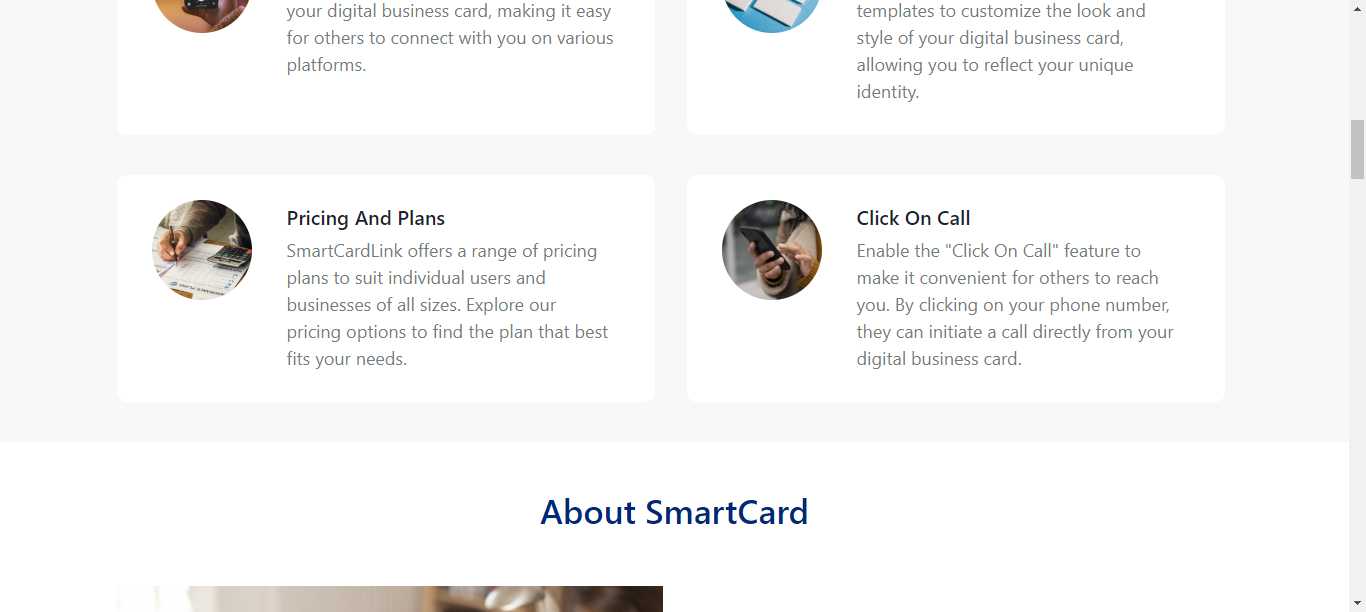 your digital business card, making it easy
for others to connect with you on various
platforms.
templates to customize the look and
style of your digital business card,
allowing you to reflect your unique
identity.
Pricing And Plans
SmartCardLink offers a range of pricing
plans to suit individual users and
businesses of all sizes. Explore our
pricing options to find the plan that best
fits your needs.
Click On Call
Enable the "Click On Call" feature to
make it convenient for others to reach
you. By clicking on your phone number,
they can initiate a call directly from your
digital business card.
About SmartCard